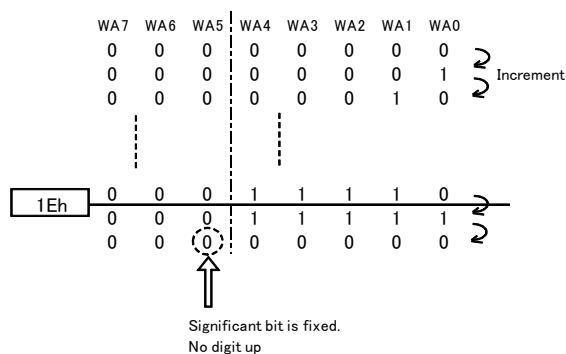 WA7 WA6 WA5 WA4 WA3 WA2 WA1 WA0
0 0 0 0 0 0 0 0
0 0 0 0 0 0 0 1
Increment
0 0 0 0 0 0 1 0
1Eh
0 0 0 1 1 1 1 0
0 0 0 1 1 1 1 1
0 0 0 0 0 0 0 0
Significant bit is fixed.
No digit up